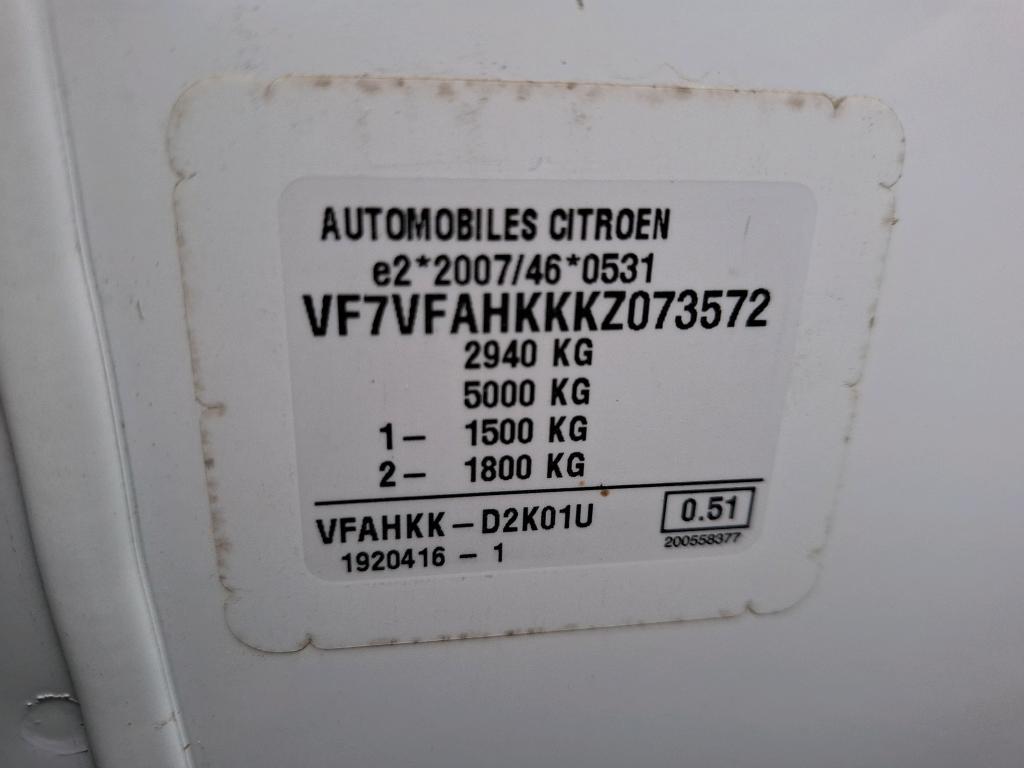 AUTOMOBILES CITROEN
e2*2007/46*0531
VF7VFAHKKKZ073572
2940 KG
5000 KG
1- 1500 KG
2- 1800 KG
VFAHKK-D2K01U
0.51
1920416 - 1
200558377